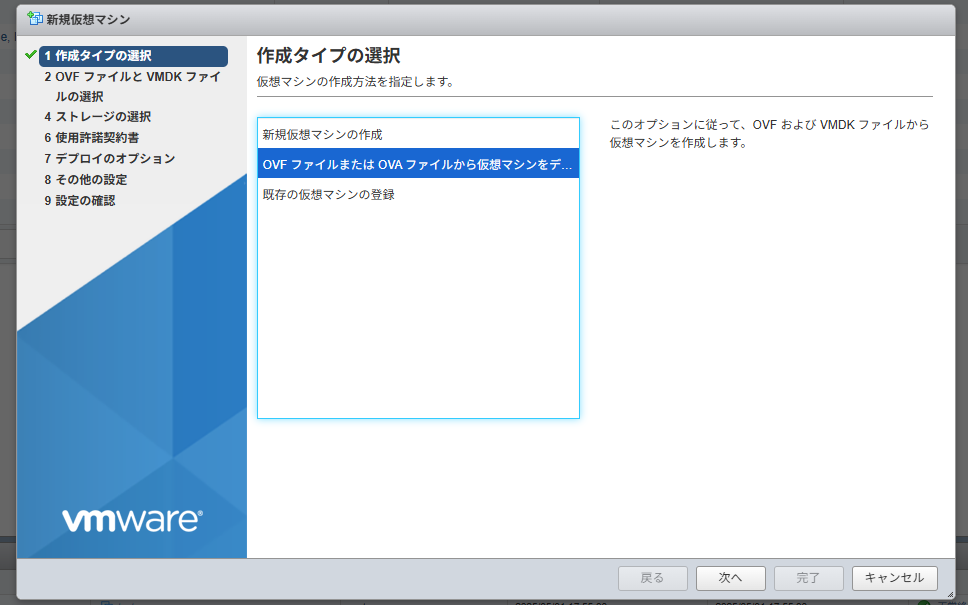 新規仮想マシン
1 作成タイプの選択
2 OVF ファイルと VMDK ファイ
ルの選択
4 ストレージの選択
6 使用許諾契約書
7 デプロイのオプション
8 その他の設定
9 設定の確認
作成タイプの選択
仮想マシンの作成方法を指定します。
新規仮想マシンの作成
OVF ファイルまたは OVA ファイルから仮想マシンをデ...
既存の仮想マシンの登録
このオプションに従って、OVF および VMDK ファイルから
仮想マシンを作成します。
vmware®
戻る
次へ
完了
キャンセル